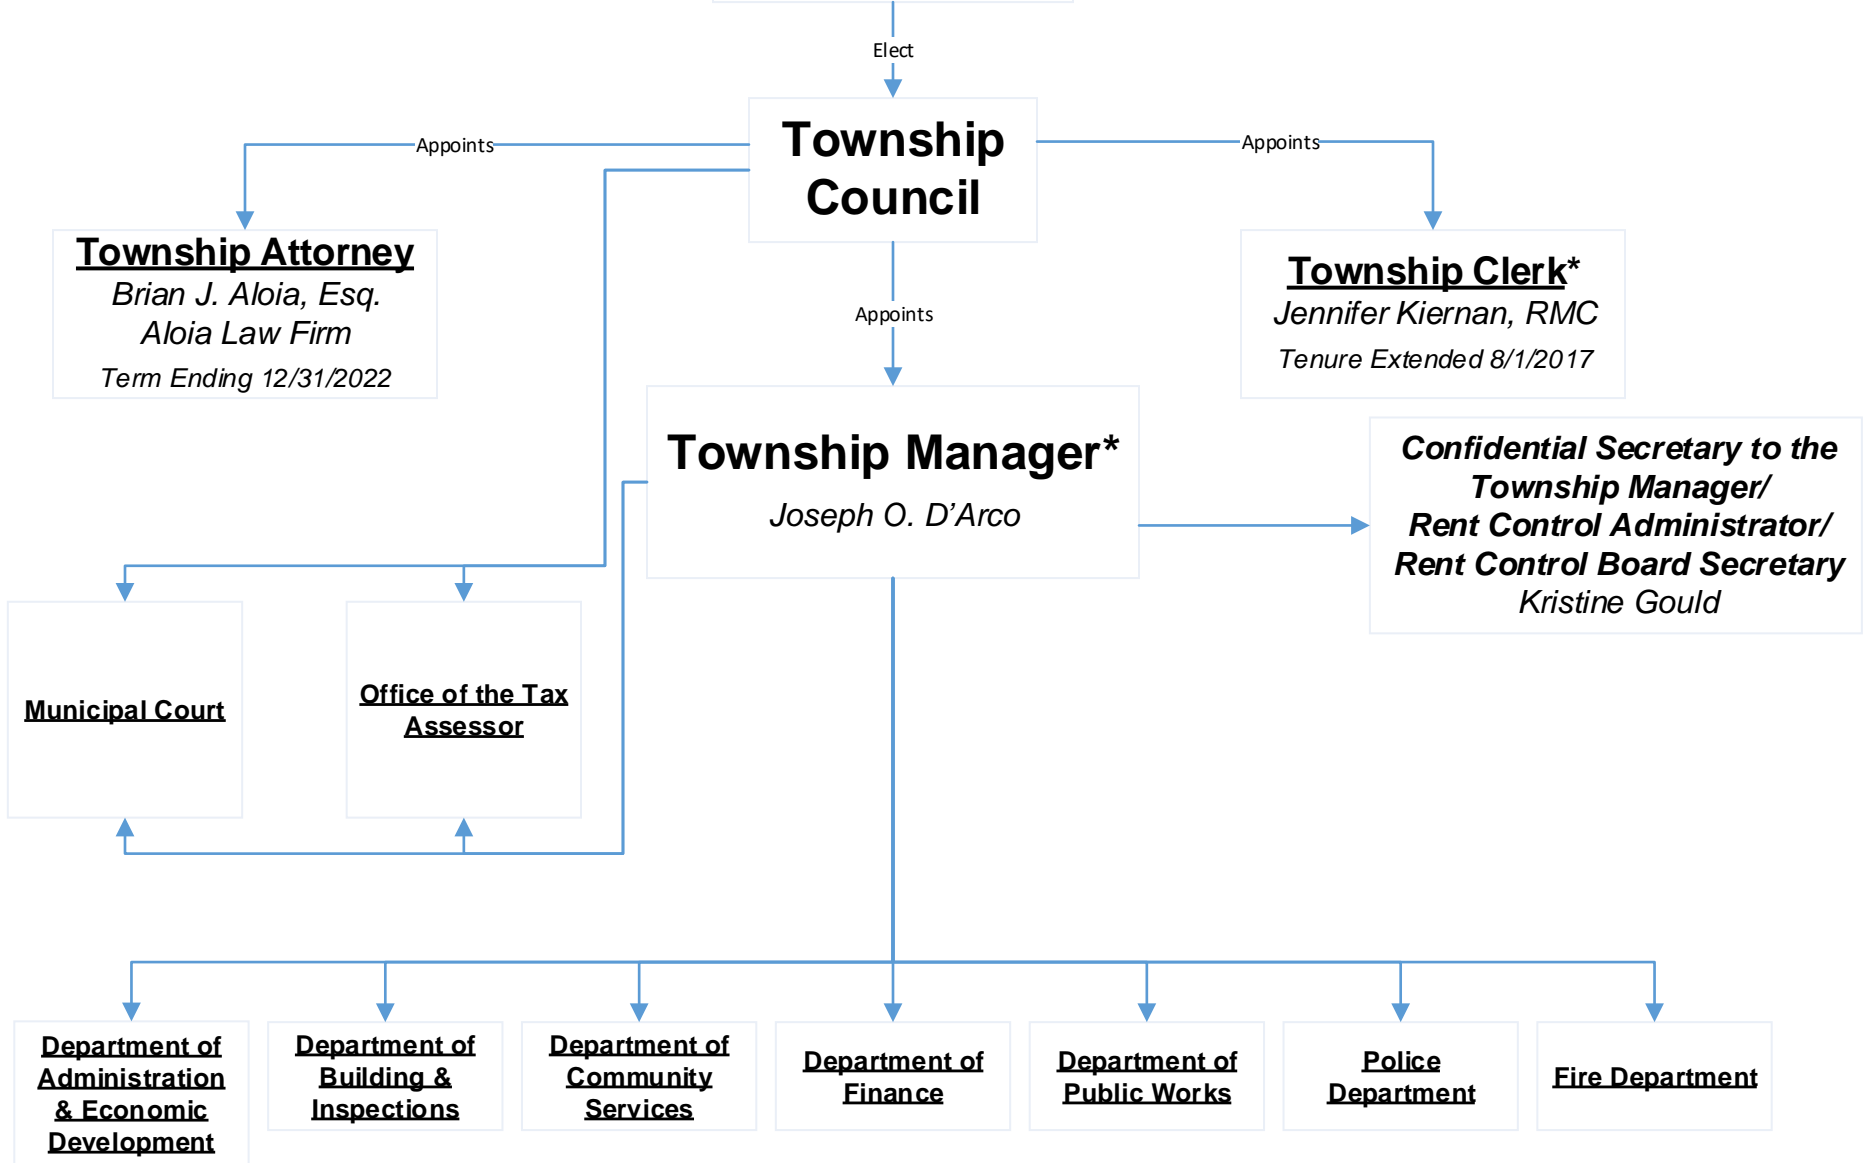 Elect
Appoints
Appoints
Township
Council
Township Attorney
Brian J. Aloia, Esq.
Aloia Law Firm
Term Ending 12/31/2022
Township Clerk*
Jennifer Kiernan, RMC
Tenure Extended 8/1/2017
Appoints
Township Manager*
Joseph O. D’Arco
Confidential Secretary to the
Township Manager/
Rent Control Administrator/
Rent Control Board Secretary
Kristine Gould
Municipal Court
Office of the Tax
Assessor
Department of
Administration
& Economic
Development
Department of
Building &
Inspections
Department of
Community
Services
Department of
Finance
Department of
Public Works
Police
Department
Fire Department